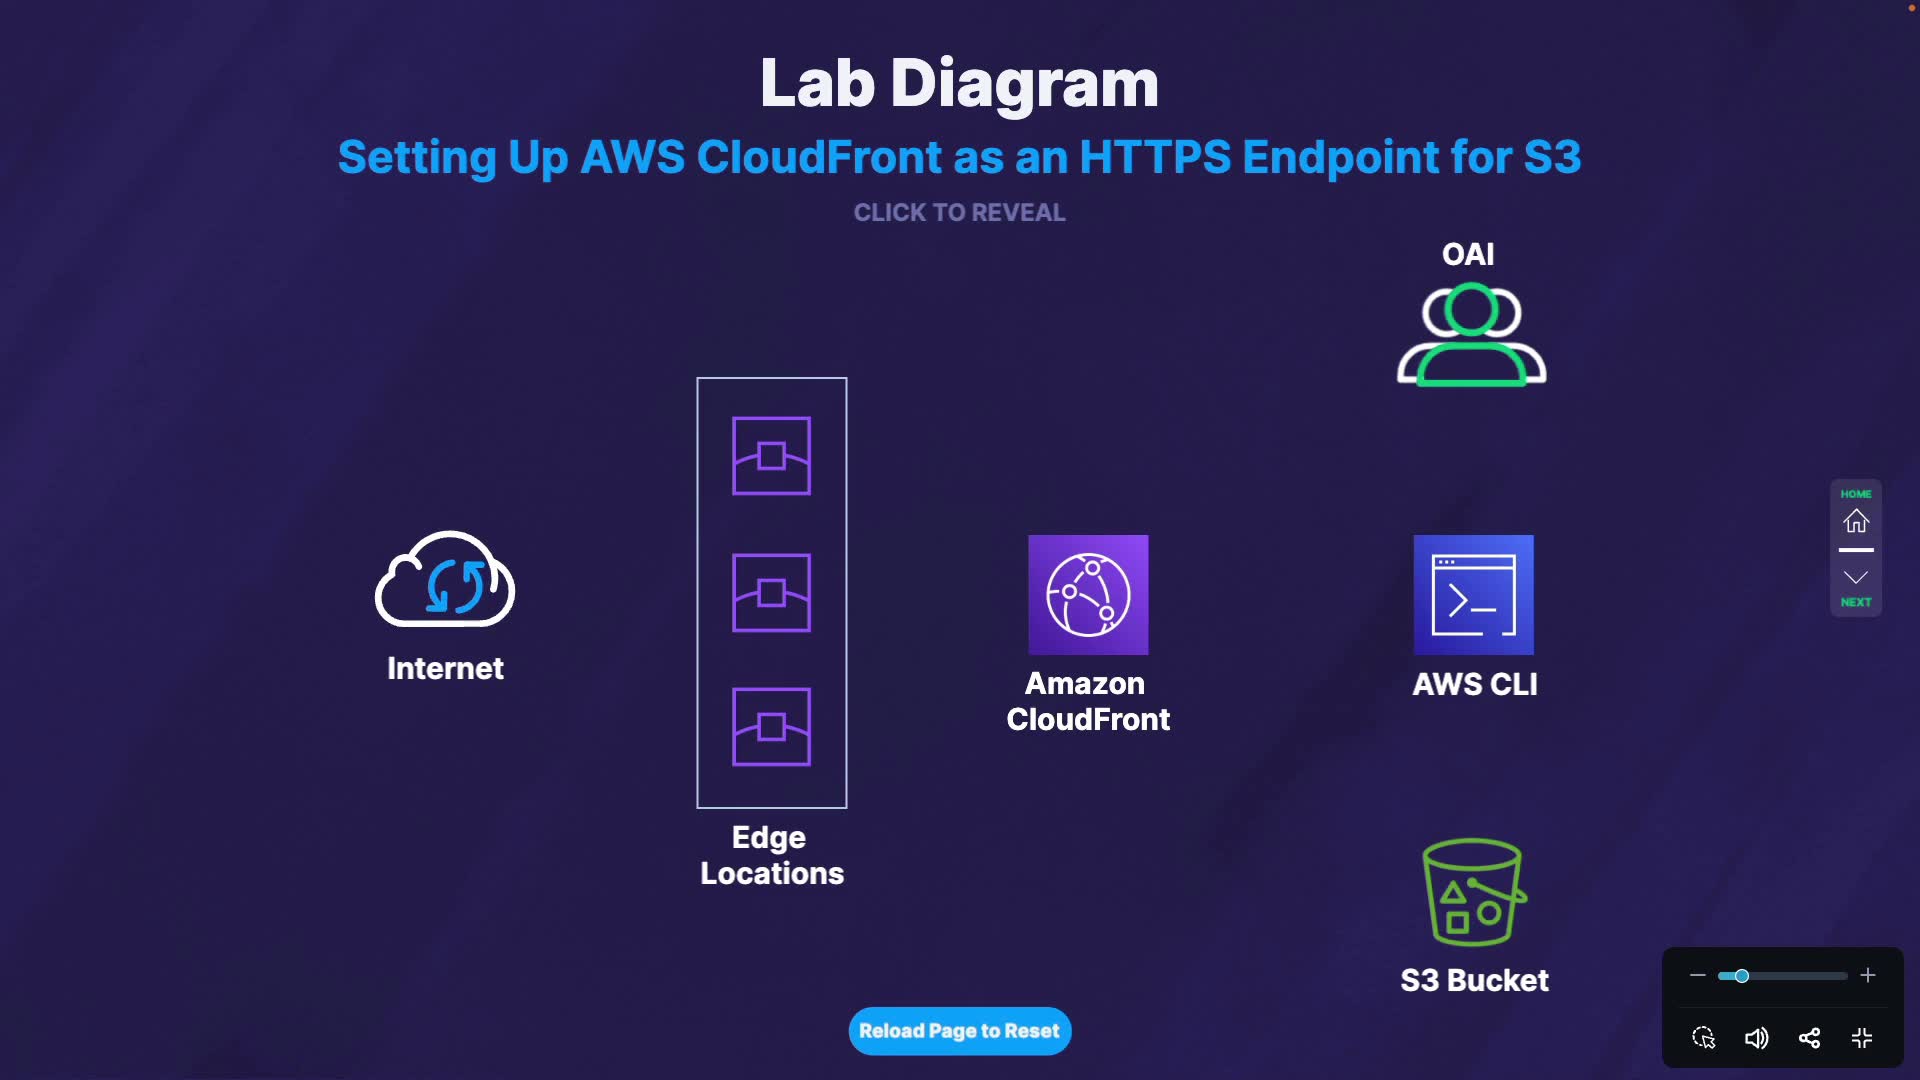 Lab Diagram
Setting Up AWS CloudFront as an HTTPS Endpoint for S3
CLICK TO REVEAL
OAI
HOME
NEXT
Internet
Amazon
CloudFront
AWS CLI
Edge
Locations
S3 Bucket
Reload Page to Reset